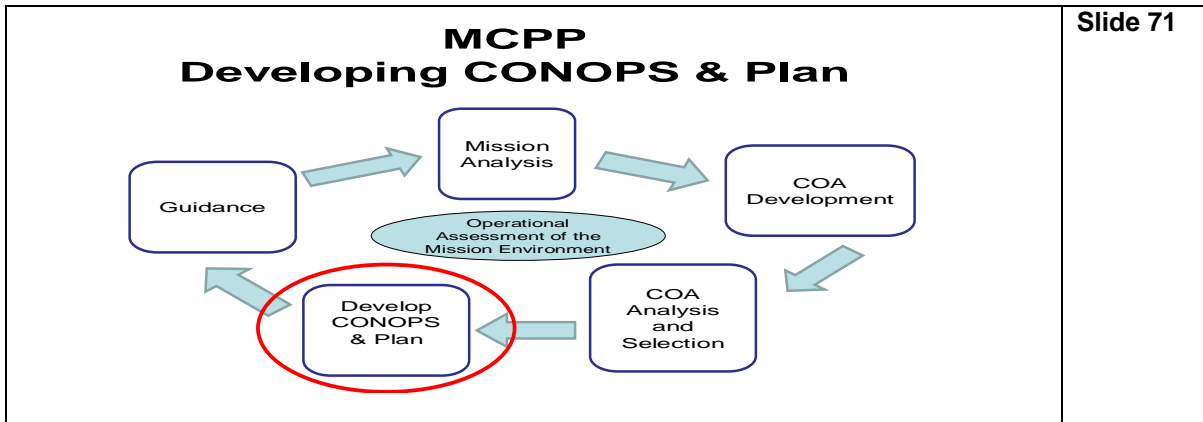 Slide 71
MCPP
Developing CONOPS & Plan
Mission
Analysis
COA
Development
Guidance
Operational
Assessment of the
Mission Environment
COA
Analysis
and
Selection
Develop
CONOPS
& Plan